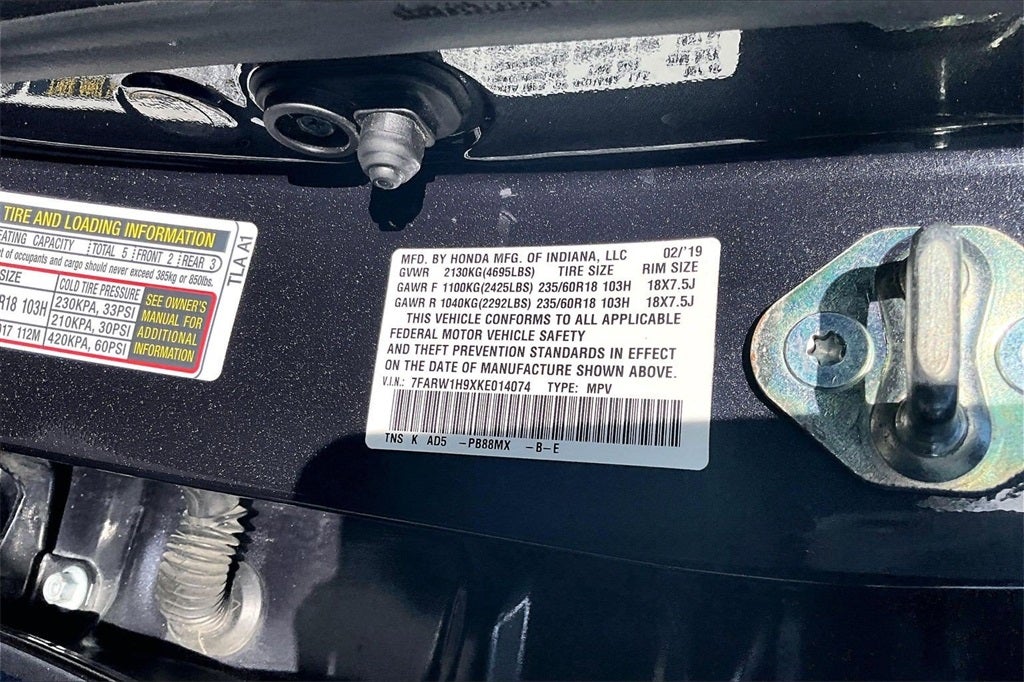 TIRE AND LOADING INFORMATION
EATING CAPACITY TOTAL 5 FRONT 2 REAR 3
of occupants and cargo should never exceed 385kg or 850lbs.
SIZE COLD TIRE PRESSURE
R18 103H 230KPA, 33PSI
210KPA, 30PSI
17 112M 420KPA, 60PSI
SEE OWNER'S
MANUAL FOR
ADDITIONAL
INFORMATION
TLA A1
MFD. BY HONDA MFG. OF INDIANA, LLC 02/'19
GVWR 2130KG(4695LBS) TIRE SIZE RIM SIZE
GAWR F 1100KG(2425LBS) 235/60R18 103H 18X7.5J
GAWR R 1040KG(2292LBS) 235/60R18 103H 18X7.5J
THIS VEHICLE CONFORMS TO ALL APPLICABLE
FEDERAL MOTOR VEHICLE SAFETY
AND THEFT PREVENTION STANDARDS IN EFFECT
ON THE DATE OF MANUFACTURE SHOWN ABOVE.
V.I.N.: 7FARW1H9XKE014074 TYPE: MPV
TNS K AD5 -PB88MX -B-E